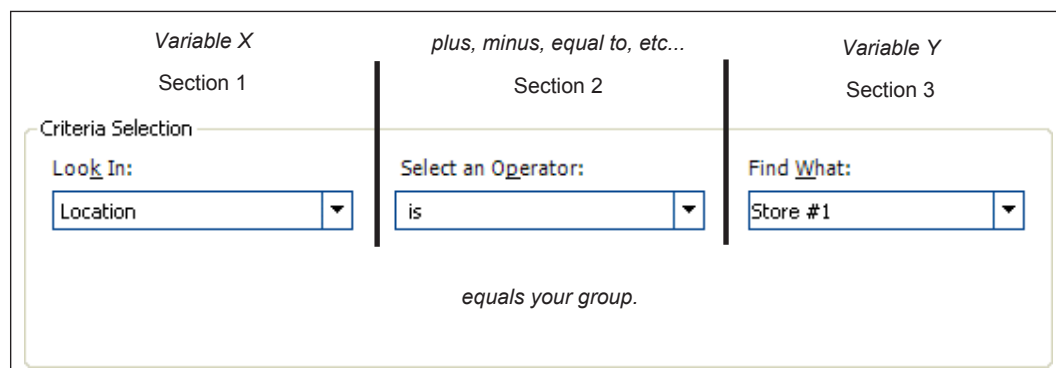 Variable X plus, minus, equal to, etc... Variable Y
Section 1 Section 2 Section 3
Criteria Selection
Look In: Select an Operator: Find What:
Location is Store #1
equals your group.